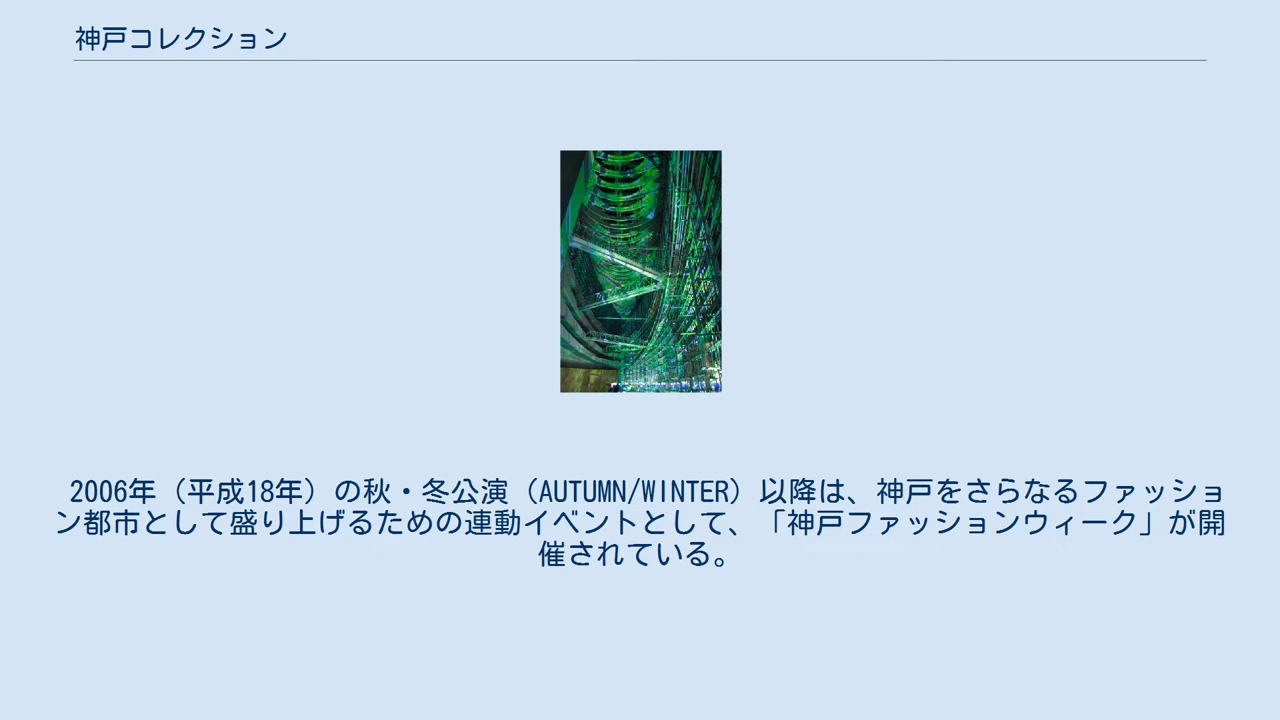 神戸コレクション
2006年（平成18年）の秋・冬公演（AUTUMN/WINTER）以降は、神戸をさらなるファッショ
ン都市として盛り上げるための連動イベントとして、「神戸ファッションウィーク」が開
催されている。